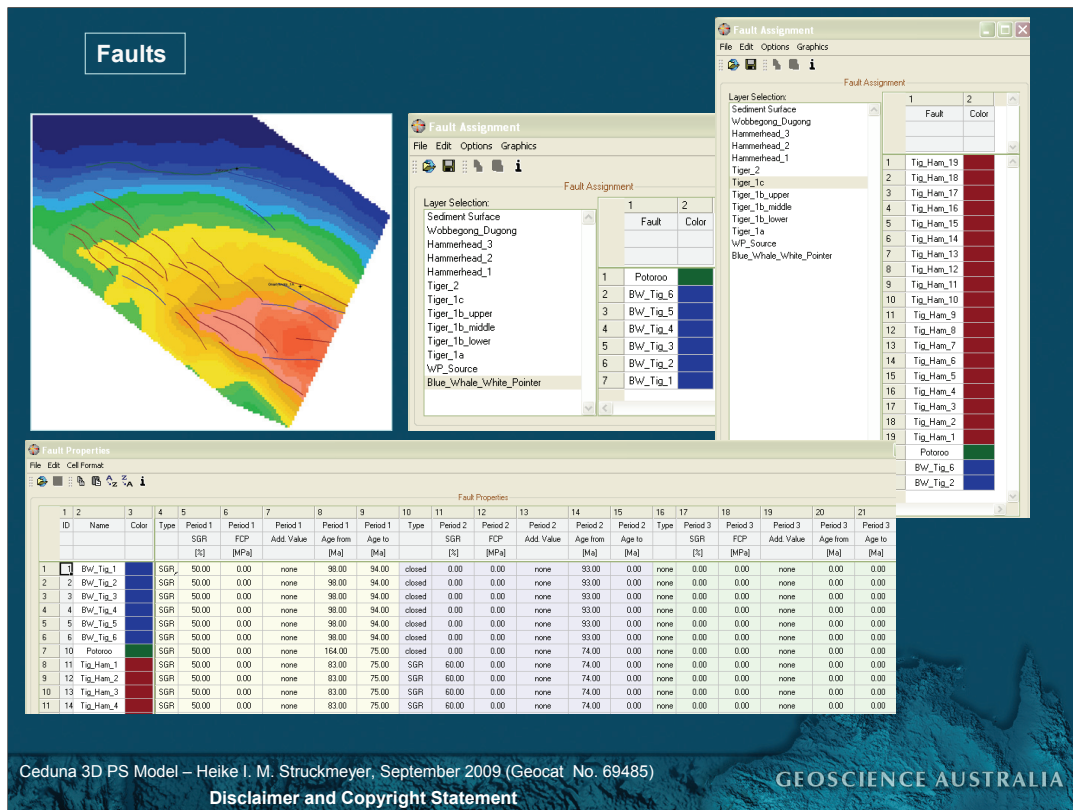 Faults
Fault Assignment
File Edit Options Graphics
Fault Assignment
Layer Selection:
Sediment Surface
Wobbegong_Dugong
Hammerhead_3
Hammerhead_2
Hammerhead_1
Tiger_2
Tiger_1c
Tiger_1b_upper
Tiger_1b_middle
Tiger_1b_lower
Tiger_1a
WP_Source
Blue_Whale_White_Pointer
1 2
Fault Color
1 Potoroo
2 BW_Tig_6
3 BW_Tig_5
4 BW_Tig_4
5 BW_Tig_3
6 BW_Tig_2
7 BW_Tig_1
Fault Assignment
File Edit Options Graphics
Fault Assignment
Layer Selection:
Sediment Surface
Wobbegong_Dugong
Hammerhead_3
Hammerhead_2
Hammerhead_1
Tiger_2
Tiger_1c
Tiger_1b_upper
Tiger_1b_middle
Tiger_1b_lower
Tiger_1a
WP_Source
Blue_Whale_White_Pointer
1 2
Fault Color
1 Tig_Ham_19
2 Tig_Ham_18
3 Tig_Ham_17
4 Tig_Ham_16
5 Tig_Ham_15
6 Tig_Ham_14
7 Tig_Ham_13
8 Tig_Ham_12
9 Tig_Ham_11
10 Tig_Ham_10
11 Tig_Ham_9
12 Tig_Ham_8
13 Tig_Ham_7
14 Tig_Ham_6
15 Tig_Ham_5
16 Tig_Ham_4
17 Tig_Ham_3
18 Tig_Ham_2
19 Tig_Ham_1
Potoroo
BW_Tig_6
BW_Tig_2
Fault Properties
File Edit Cell Format
Fault Properties
1 2 3 4 5 6 7 8 9 10 11 12 13 14 15 16 17 18 19 20 21
ID Name Color Type Period 1 Period 1 Period 1 Period 1 Period 1 Type Period 2 Period 2 Period 2 Period 2 Period 2 Type Period 3 Period 3 Period 3 Period 3 Period 3
SGR FCP Add. Value Age from Age to SGR FCP Add. Value Age from Age to SGR FCP Add. Value Age from Age to
[%] [MPa] [Ma] [Ma] [%] [MPa] [Ma] [Ma] [%] [MPa] [Ma] [Ma]
1 1 BW_Tig_1 SGR 50.00 0.00 none 98.00 94.00 closed 0.00 0.00 none 93.00 0.00 none 0.00 0.00 none 0.00 0.00
2 2 BW_Tig_2 SGR 50.00 0.00 none 98.00 94.00 closed 0.00 0.00 none 93.00 0.00 none 0.00 0.00 none 0.00 0.00
3 3 BW_Tig_3 SGR 50.00 0.00 none 98.00 94.00 closed 0.00 0.00 none 93.00 0.00 none 0.00 0.00 none 0.00 0.00
4 4 BW_Tig_4 SGR 50.00 0.00 none 98.00 94.00 closed 0.00 0.00 none 93.00 0.00 none 0.00 0.00 none 0.00 0.00
5 5 BW_Tig_5 SGR 50.00 0.00 none 98.00 94.00 closed 0.00 0.00 none 93.00 0.00 none 0.00 0.00 none 0.00 0.00
6 6 BW_Tig_6 SGR 50.00 0.00 none 98.00 94.00 closed 0.00 0.00 none 93.00 0.00 none 0.00 0.00 none 0.00 0.00
7 10 Potoroo SGR 50.00 0.00 none 164.00 75.00 closed 0.00 0.00 none 74.00 0.00 none 0.00 0.00 none 0.00 0.00
8 11 Tig_Ham_1 SGR 50.00 0.00 none 83.00 75.00 SGR 60.00 0.00 none 74.00 0.00 none 0.00 0.00 none 0.00 0.00
9 12 Tig_Ham_2 SGR 50.00 0.00 none 83.00 75.00 SGR 60.00 0.00 none 74.00 0.00 none 0.00 0.00 none 0.00 0.00
10 13 Tig_Ham_3 SGR 50.00 0.00 none 83.00 75.00 SGR 60.00 0.00 none 74.00 0.00 none 0.00 0.00 none 0.00 0.00
11 14 Tig_Ham_4 SGR 50.00 0.00 none 83.00 75.00 SGR 60.00 0.00 none 74.00 0.00 none 0.00 0.00 none 0.00 0.00
Ceduna 3D PS Model – Heike I. M. Struckmeyer, September 2009 (Geocat No. 69485)
GEOSCIENCE AUSTRALIA
Disclaimer and Copyright Statement